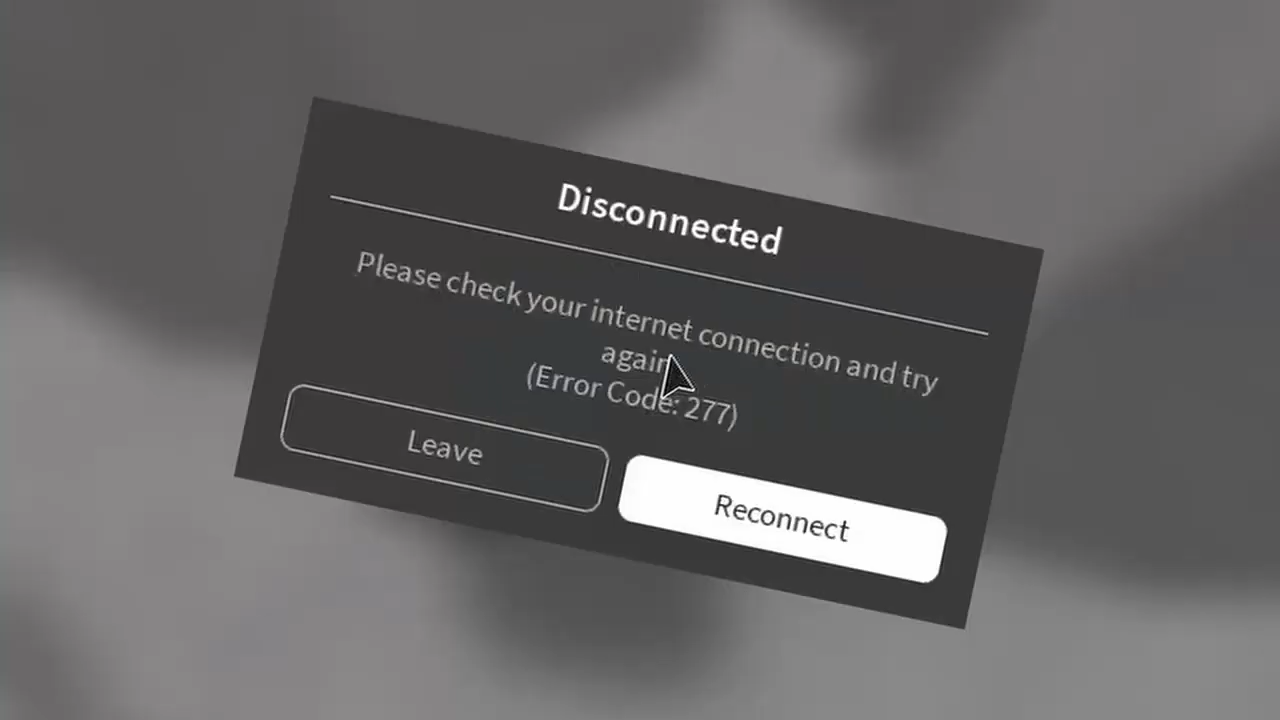 Disconnected
Please check your internet connection and try
again
(Error Code: 277)
Leave
Reconnect